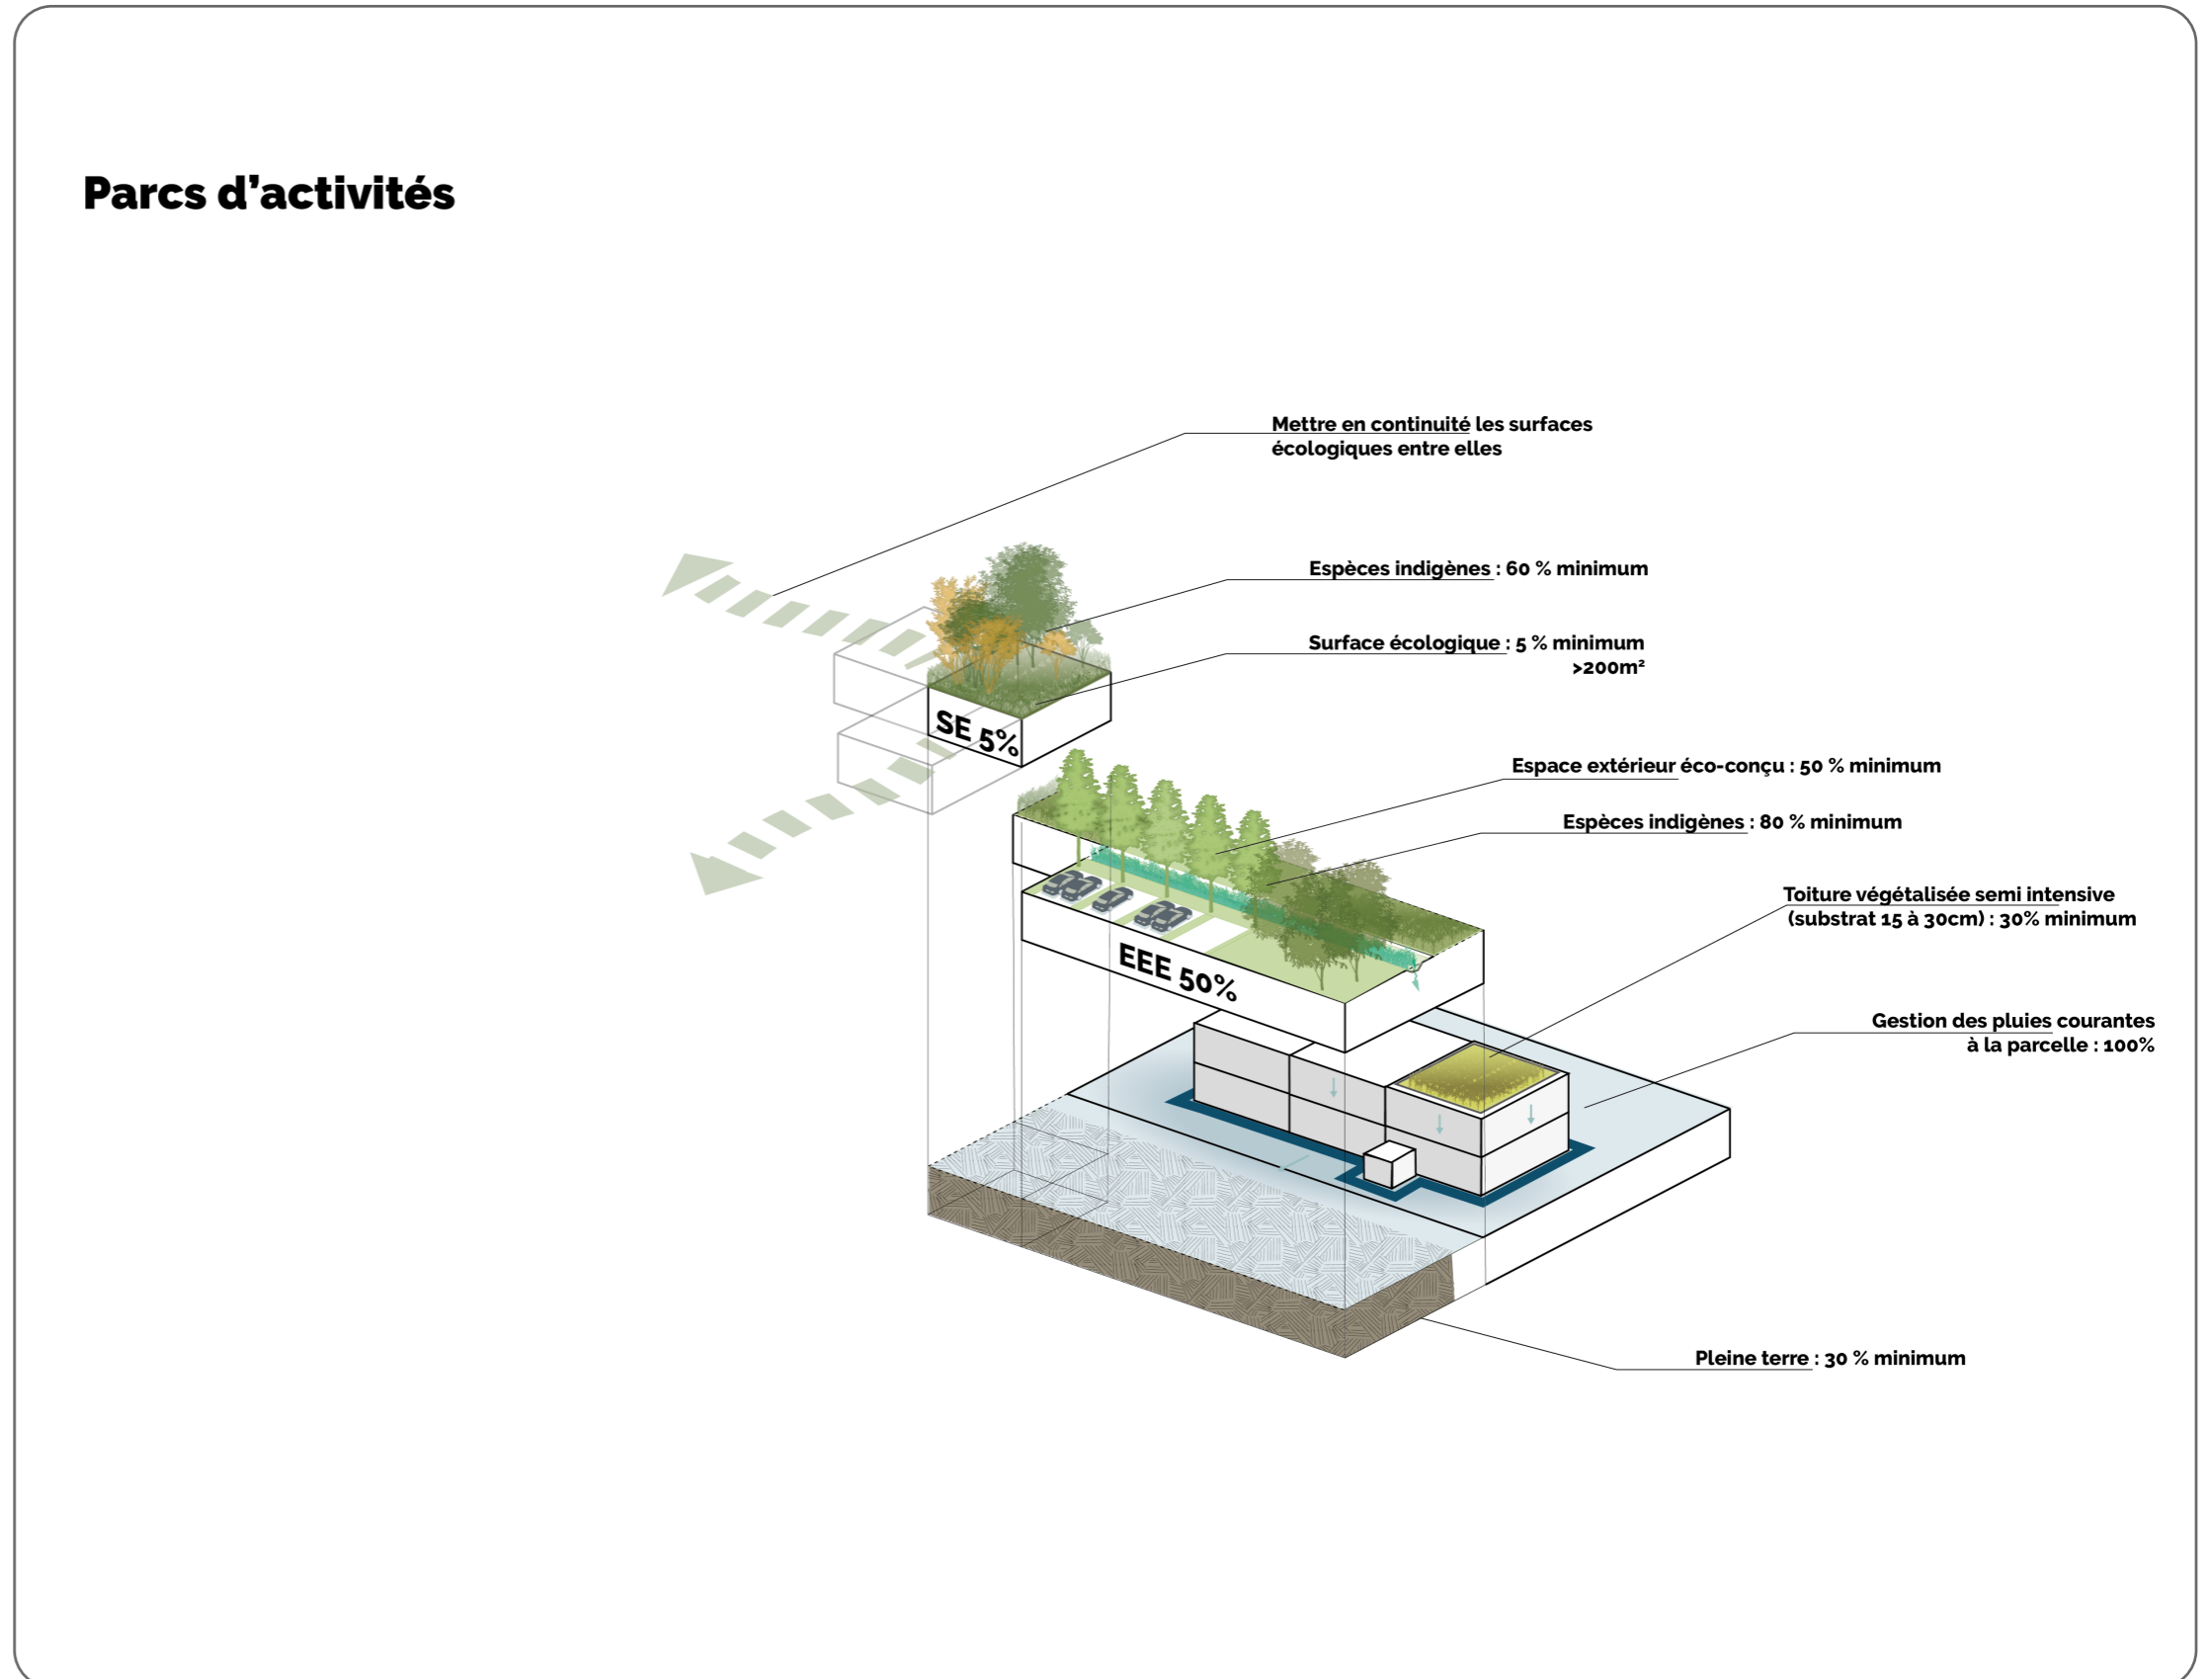 Parcs d’activités
Mettre en continuité les surfaces
écologiques entre elles
Espèces indigènes : 60 % minimum
Surface écologique : 5 % minimum
>200m²
SE 5%
Espace extérieur éco-conçu : 50 % minimum
Espèces indigènes : 80 % minimum
Toiture végétalisée semi intensive
(substrat 15 à 30cm) : 30% minimum
EEE 50%
Gestion des pluies courantes
à la parcelle : 100%
Pleine terre : 30 % minimum